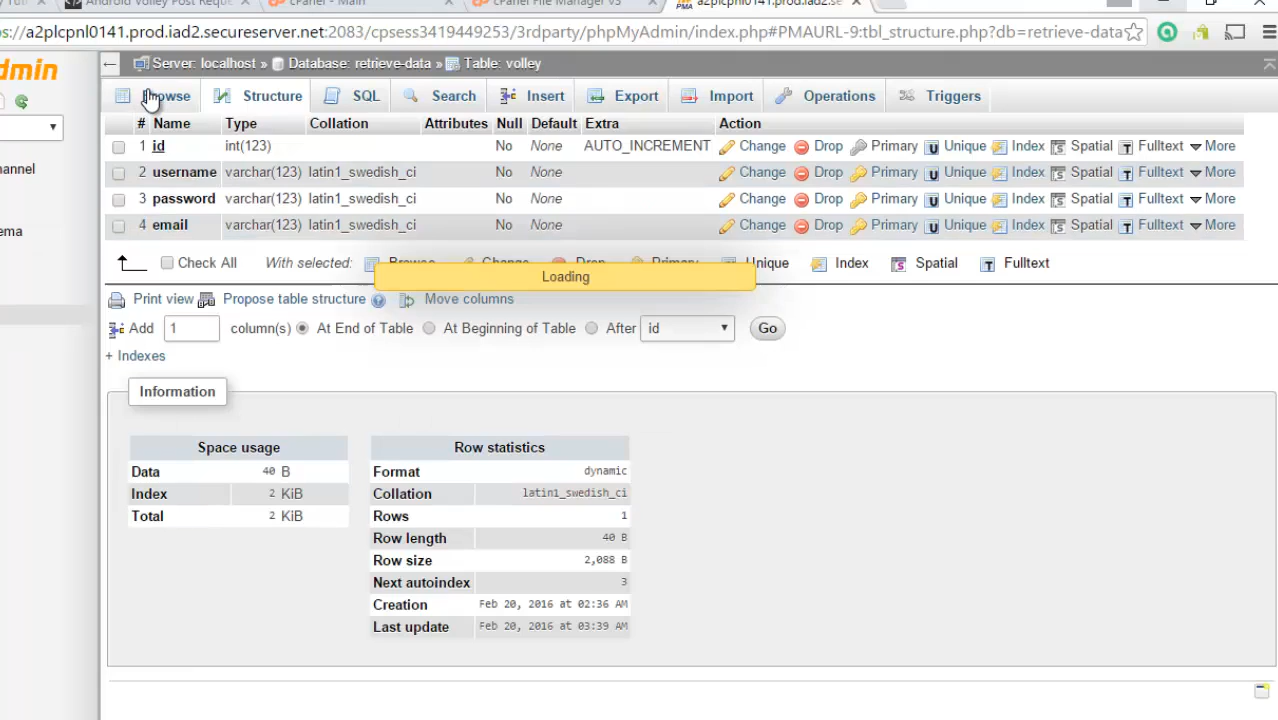 Android Volley Post Reque
cPanel - Main
cPanel File Manager v3
a2plcpnl0141.prod.iad2.se
s://a2plcpnl0141.prod.iad2.secureserver.net:2083/cpsess3419449253/3rdparty/phpMyAdmin/index.php#PMAURL-9:tbl_structure.php?db=retrieve-data
dmin
Server: localhost » Database: retrieve-data » Table: volley
Browse Structure SQL Search Insert Export Import Operations Triggers
# Name Type Collation Attributes Null Default Extra Action
1 id int(123) No None AUTO_INCREMENT Change Drop Primary Unique Index Spatial Fulltext More
2 username varchar(123) latin1_swedish_ci No None Change Drop Primary Unique Index Spatial Fulltext More
3 password varchar(123) latin1_swedish_ci No None Change Drop Primary Unique Index Spatial Fulltext More
4 email varchar(123) latin1_swedish_ci No None Change Drop Primary Unique Index Spatial Fulltext More
annel
ema
Check All With selected: Browse Change Drop Primary Unique Index Spatial Fulltext
Loading
Print view Propose table structure Move columns
Add 1 column(s) At End of Table At Beginning of Table After id Go
+ Indexes
Information
Space usage
Data 40 B
Index 2 KiB
Total 2 KiB
Row statistics
Format dynamic
Collation latin1_swedish_ci
Rows 1
Row length 40 B
Row size 2,088 B
Next autoindex 3
Creation Feb 20, 2016 at 02:36 AM
Last update Feb 20, 2016 at 03:39 AM